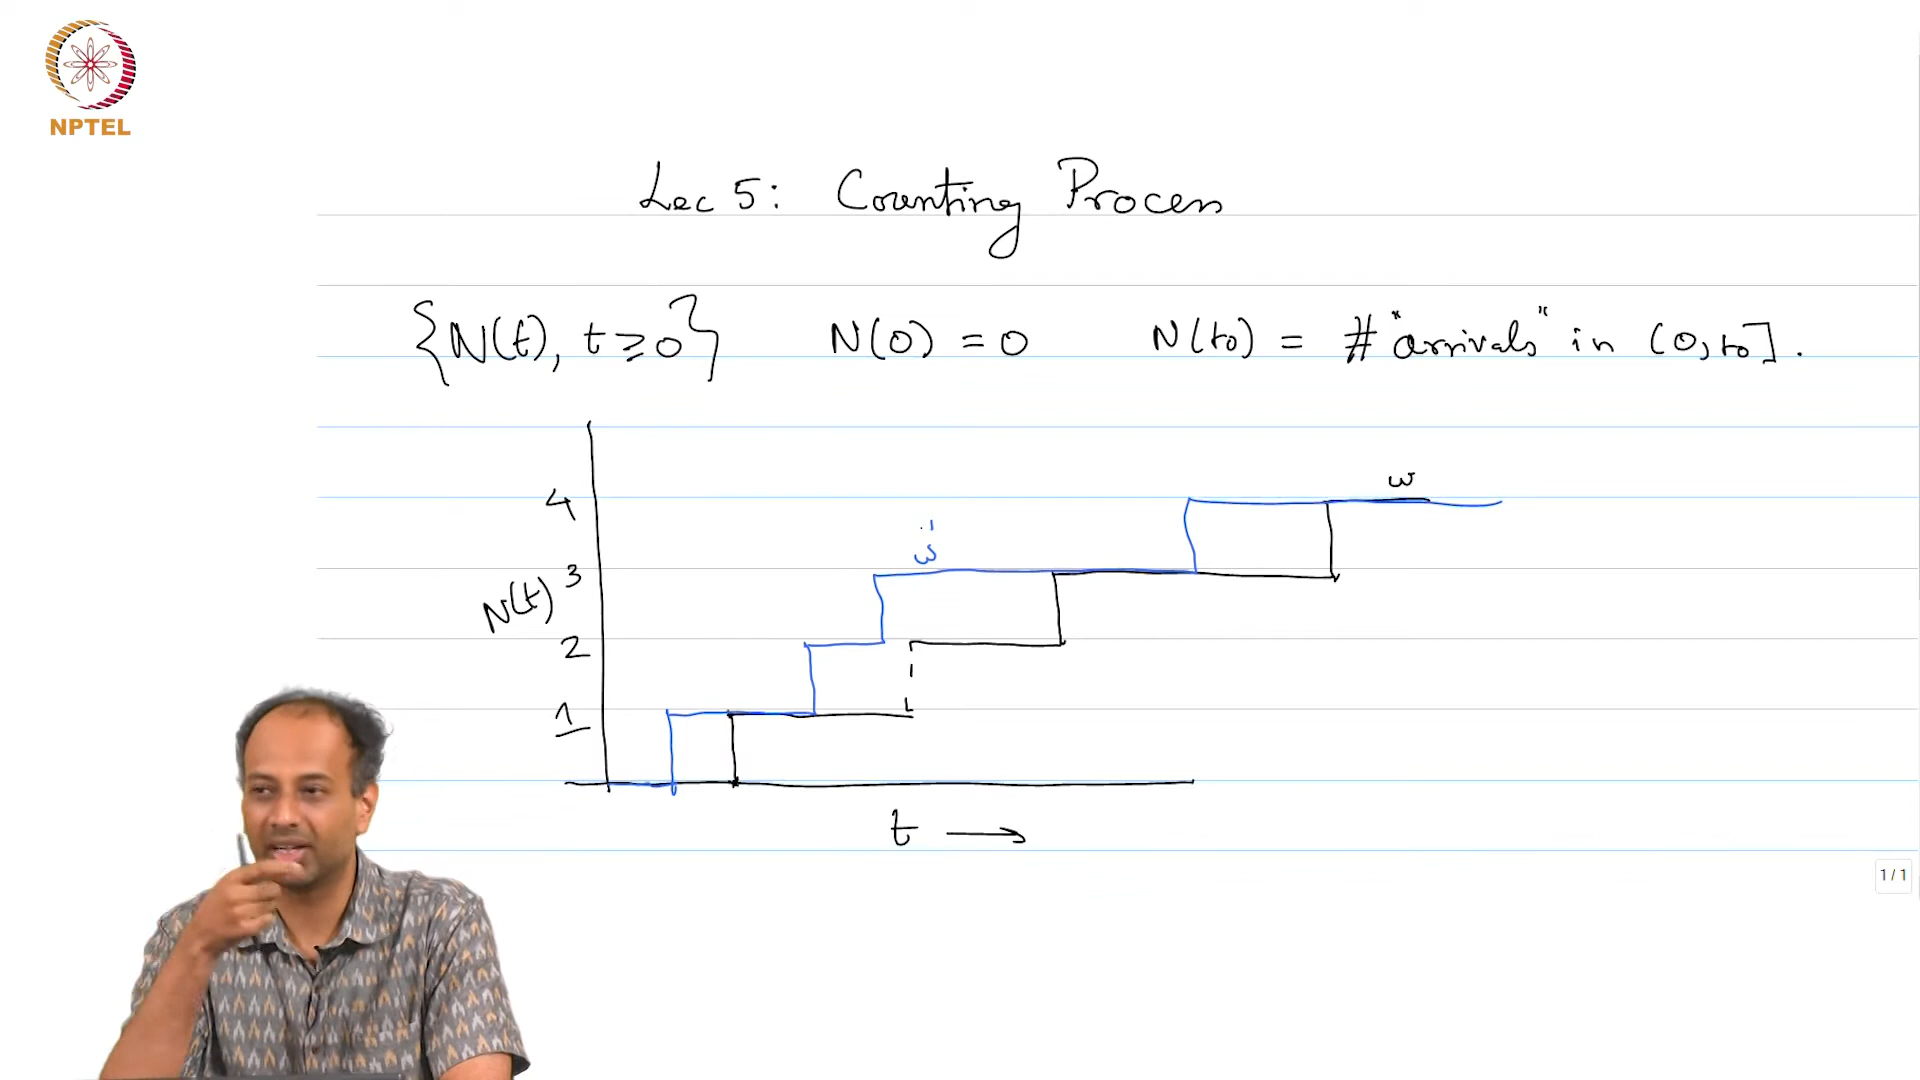 NPTEL
Lec 5: Counting Process
{N(t), t ≥ 0} N(0) = 0 N(t₀) = # "arrivals" in (0, t₀].
ω
4
ω'
3
N(t)
2
1
t →
1 / 1